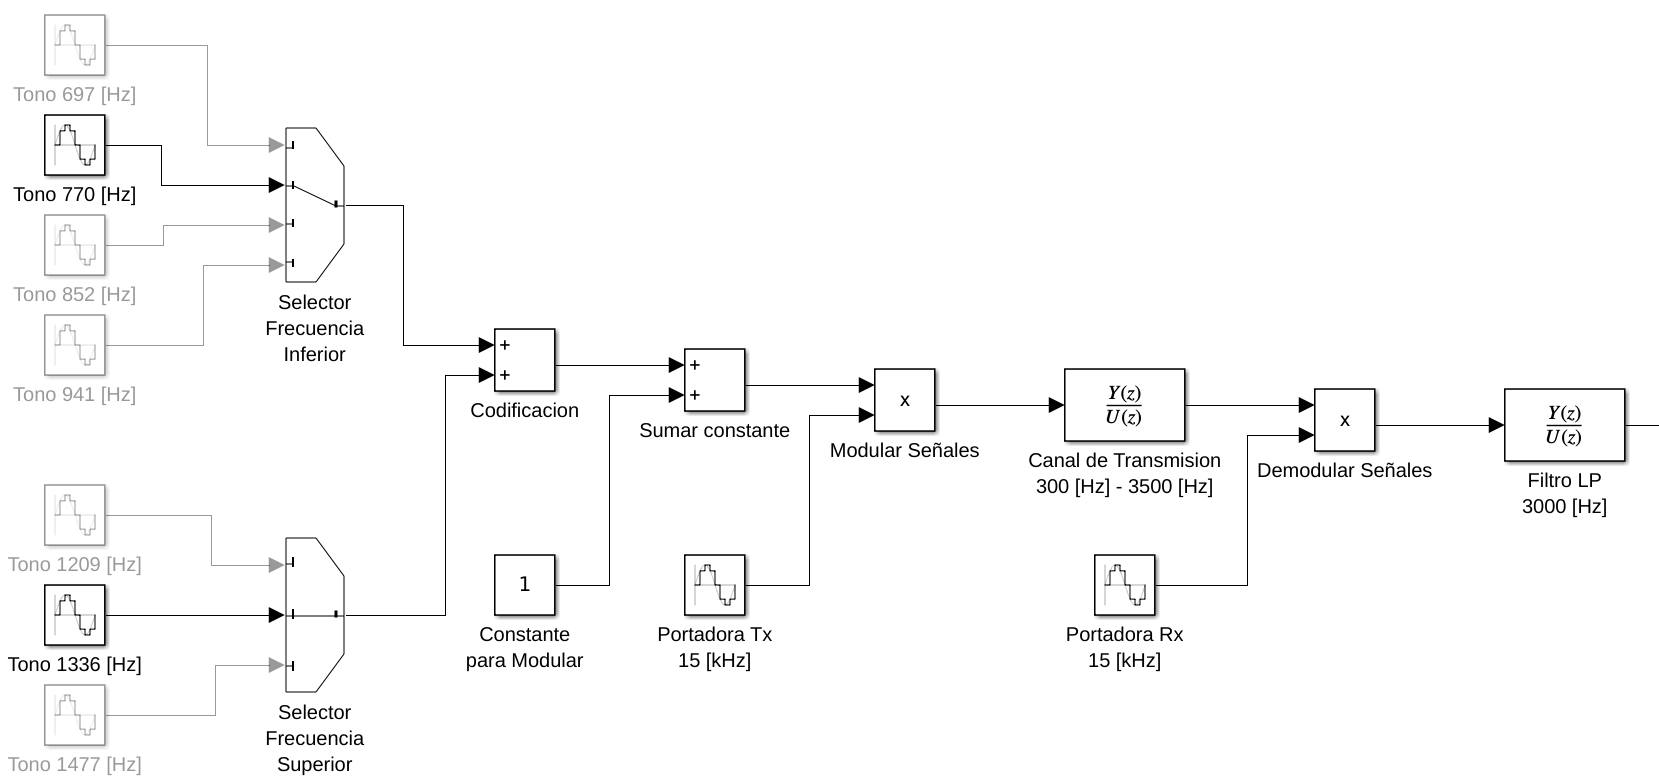 Tono 697 [Hz]
Tono 770 [Hz]
Tono 852 [Hz]
Tono 941 [Hz]
Selector
Frecuencia
Inferior
Tono 1209 [Hz]
Tono 1336 [Hz]
Tono 1477 [Hz]
Selector
Frecuencia
Superior
+
+
Codificacion
+
+
Sumar constante
1
Constante
para Modular
Portadora Tx
15 [kHz]
x
Modular Señales
Y(z)
U(z)
Canal de Transmision
300 [Hz] - 3500 [Hz]
Portadora Rx
15 [kHz]
x
Demodular Señales
Y(z)
U(z)
Filtro LP
3000 [Hz]